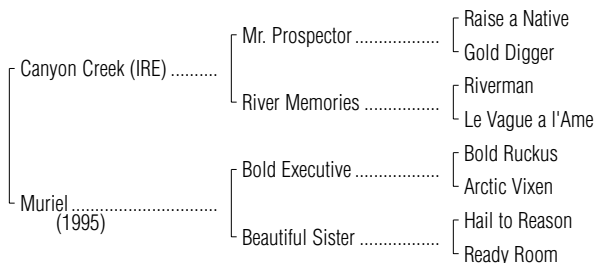 Raise a Native
Mr. Prospector ..................
Gold Digger
Canyon Creek (IRE) ..........
Riverman
River Memories ................
Le Vague a l'Ame
Bold Ruckus
Bold Executive ..................
Arctic Vixen
Muriel...............................
(1995)
Hail to Reason
Beautiful Sister .................
Ready Room